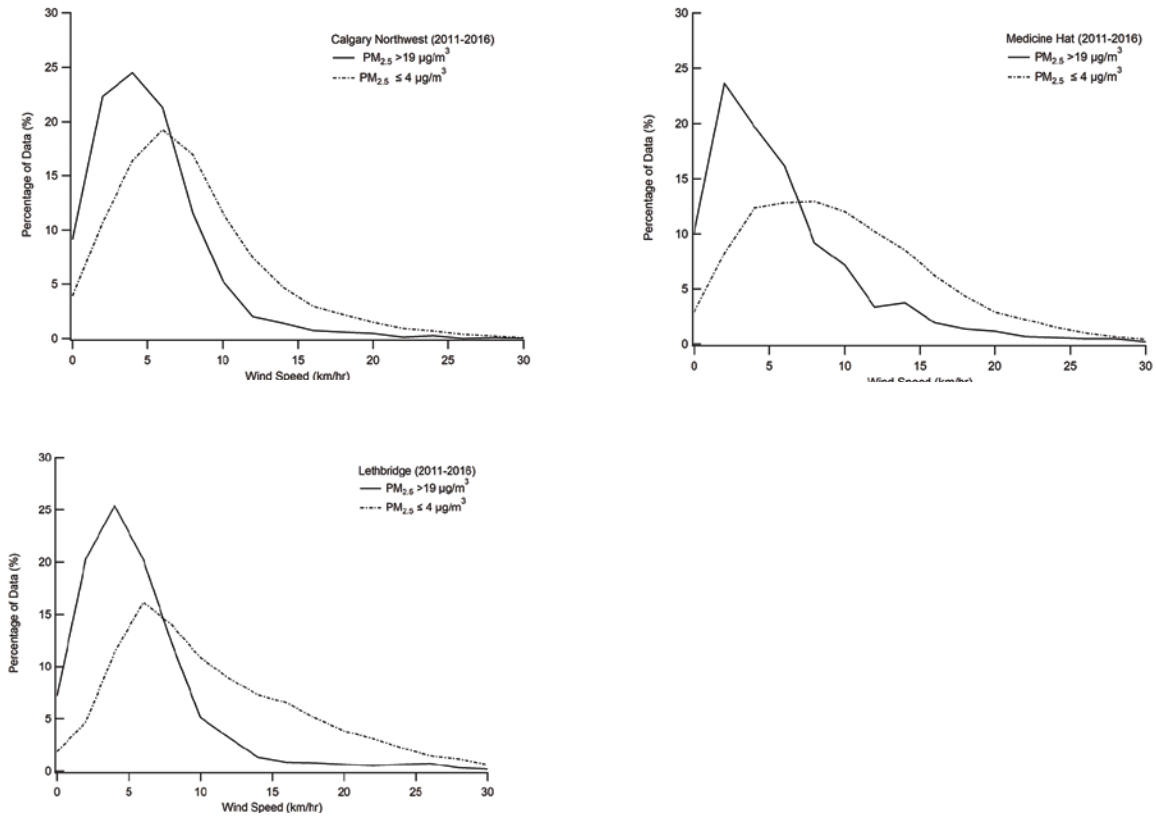 30
25
20
15
10
5
0
Percentage of Data (%)
Calgary Northwest (2011-2016)
PM2.5 >19 µg/m3
PM2.5 ≤ 4 µg/m3
0 5 10 15 20 25 30
Wind Speed (km/hr)
30
25
20
15
10
5
0
Percentage of Data (%)
Medicine Hat (2011-2016)
PM2.5 >19 µg/m3
PM2.5 ≤ 4 µg/m3
0 5 10 15 20 25 30
Wind Speed (km/hr)
30
25
20
15
10
5
0
Percentage of Data (%)
Lethbridge (2011-2016)
PM2.5 >19 µg/m3
PM2.5 ≤ 4 µg/m3
0 5 10 15 20 25 30
Wind Speed (km/hr)